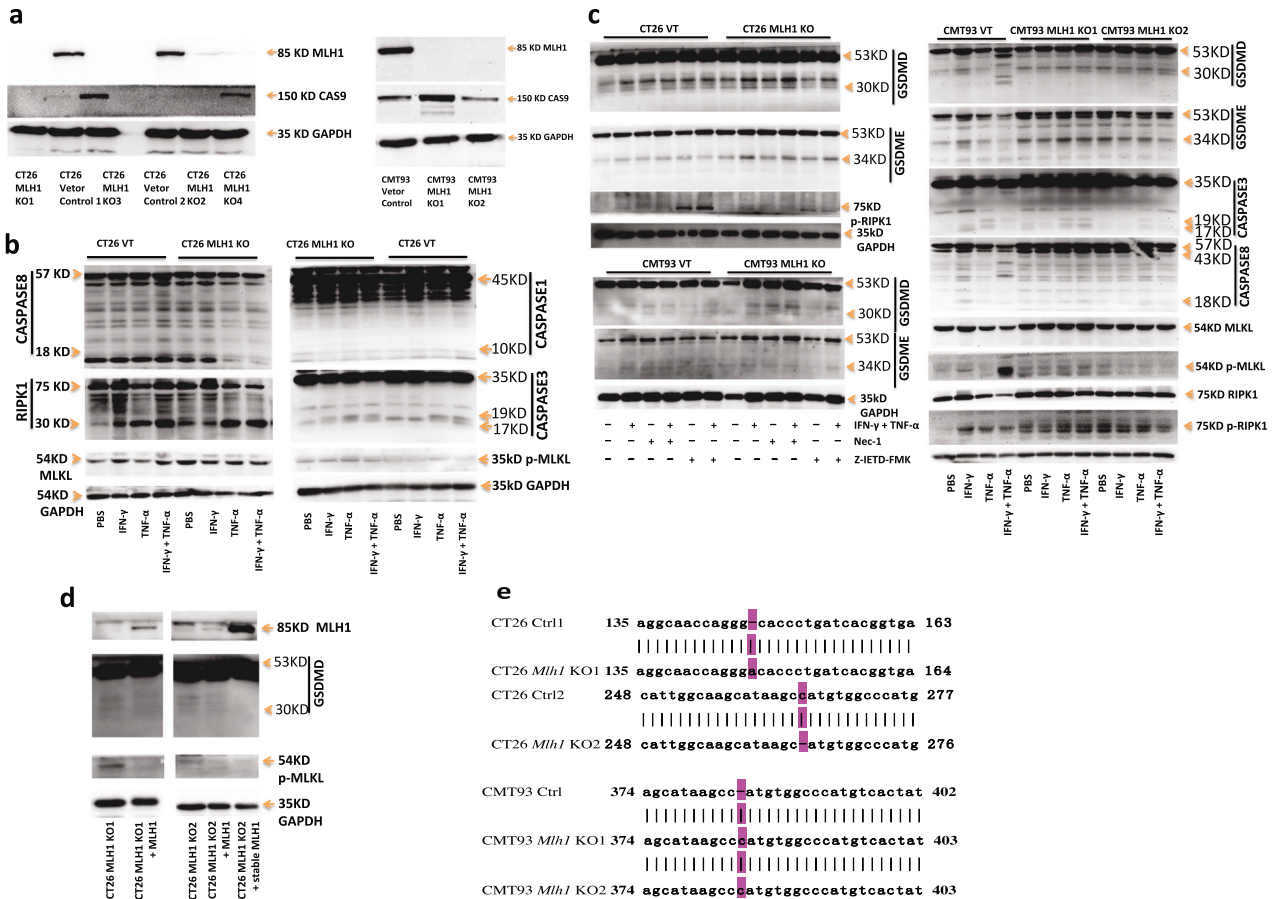 a
85 KD MLH1
150 KD CAS9
35 KD GAPDH
CT26 MLH1 KO1
CT26 Vetor Control 1
CT26 MLH1 KO3
CT26 Vetor Control 2
CT26 MLH1 KO2
CT26 MLH1 KO4
85 KD MLH1
150 KD CAS9
35 KD GAPDH
CMT93 Vetor Control
CMT93 MLH1 KO1
CMT93 MLH1 KO2
b
CT26 VT
CT26 MLH1 KO
57 KD
CASPASE8
18 KD
75 KD
RIPK1
30 KD
54KD
MLKL
54KD
GAPDH
PBS
IFN-γ
TNF-α
IFN-γ + TNF-α
PBS
IFN-γ
TNF-α
IFN-γ + TNF-α
CT26 MLH1 KO
CT26 VT
45KD
CASPASE1
10KD
35KD
CASPASE3
19KD
17KD
35kD p-MLKL
35kD GAPDH
PBS
IFN-γ
TNF-α
IFN-γ + TNF-α
PBS
IFN-γ
TNF-α
IFN-γ + TNF-α
c
CT26 VT
CT26 MLH1 KO
53KD
GSDMD
30KD
53KD
GSDME
34KD
75KD
p-RIPK1
35kD
GAPDH
CMT93 VT
CMT93 MLH1 KO
53KD
GSDMD
30KD
53KD
GSDME
34KD
35kD
GAPDH
− + − + − + − + − + − + IFN-γ + TNF-α
− − + + − − − − + + − − Nec-1
− − − − + + − − − − + + Z-IETD-FMK
CMT93 VT
CMT93 MLH1 KO1
CMT93 MLH1 KO2
53KD
GSDMD
30KD
53KD
GSDME
34KD
35KD
CASPASE3
19KD
17KD
57KD
43KD
CASPASE8
18KD
54KD MLKL
54KD p-MLKL
75KD RIPK1
75KD p-RIPK1
PBS
IFN-γ
TNF-α
IFN-γ + TNF-α
PBS
IFN-γ
TNF-α
IFN-γ + TNF-α
PBS
IFN-γ
TNF-α
IFN-γ + TNF-α
d
85KD MLH1
53KD
GSDMD
30KD
54KD
p-MLKL
35KD
GAPDH
CT26 MLH1 KO1
CT26 MLH1 KO1
+ MLH1
CT26 MLH1 KO2
CT26 MLH1 KO2
+ MLH1
CT26 MLH1 KO2
+ stable MLH1
e
CT26 Ctrl1 135 aggcaaccaggg-caccctgatcacggtga 163
CT26 Mlh1 KO1 135 aggcaaccagggacaccctgatcacggtga 164
CT26 Ctrl2 248 cattggcaagcataagccatgtggcccatg 277
CT26 Mlh1 KO2 248 cattggcaagcataagc-atgtggcccatg 276
CMT93 Ctrl 374 agcataagcc-atgtggcccatgtcactat 402
CMT93 Mlh1 KO1 374 agcataagcccatgtggcccatgtcactat 403
CMT93 Mlh1 KO2 374 agcataagcccatgtggcccatgtcactat 403